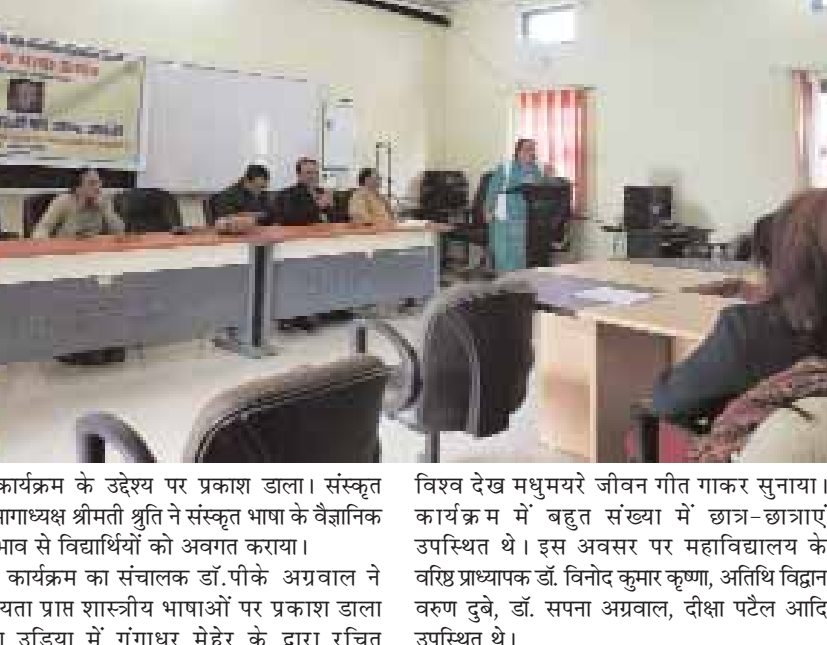 कार्यक्रम के उद्देश्य पर प्रकाश डाला। संस्कृत
भागाध्यक्ष श्रीमती श्रुति ने संस्कृत भाषा के वैज्ञानिक
भाव से विद्यार्थियों को अवगत कराया।
कार्यक्रम का संचालक डॉ.पीके अग्रवाल ने
यता प्राप्त शास्त्रीय भाषाओं पर प्रकाश डाला
उड़िया में गंगाधर मेहेर के द्वारा रचित
विश्व देख मधुमयरे जीवन गीत गाकर सुनाया।
कार्यक्रम में बहुत संख्या में छात्र-छात्राएं
उपस्थित थे। इस अवसर पर महाविद्यालय के
वरिष्ठ प्राध्यापक डॉ. विनोद कुमार कृष्णा, अतिथि विद्वान
वरुण दुबे, डॉ. सपना अग्रवाल, दीक्षा पटैल आदि
उपस्थित थे।